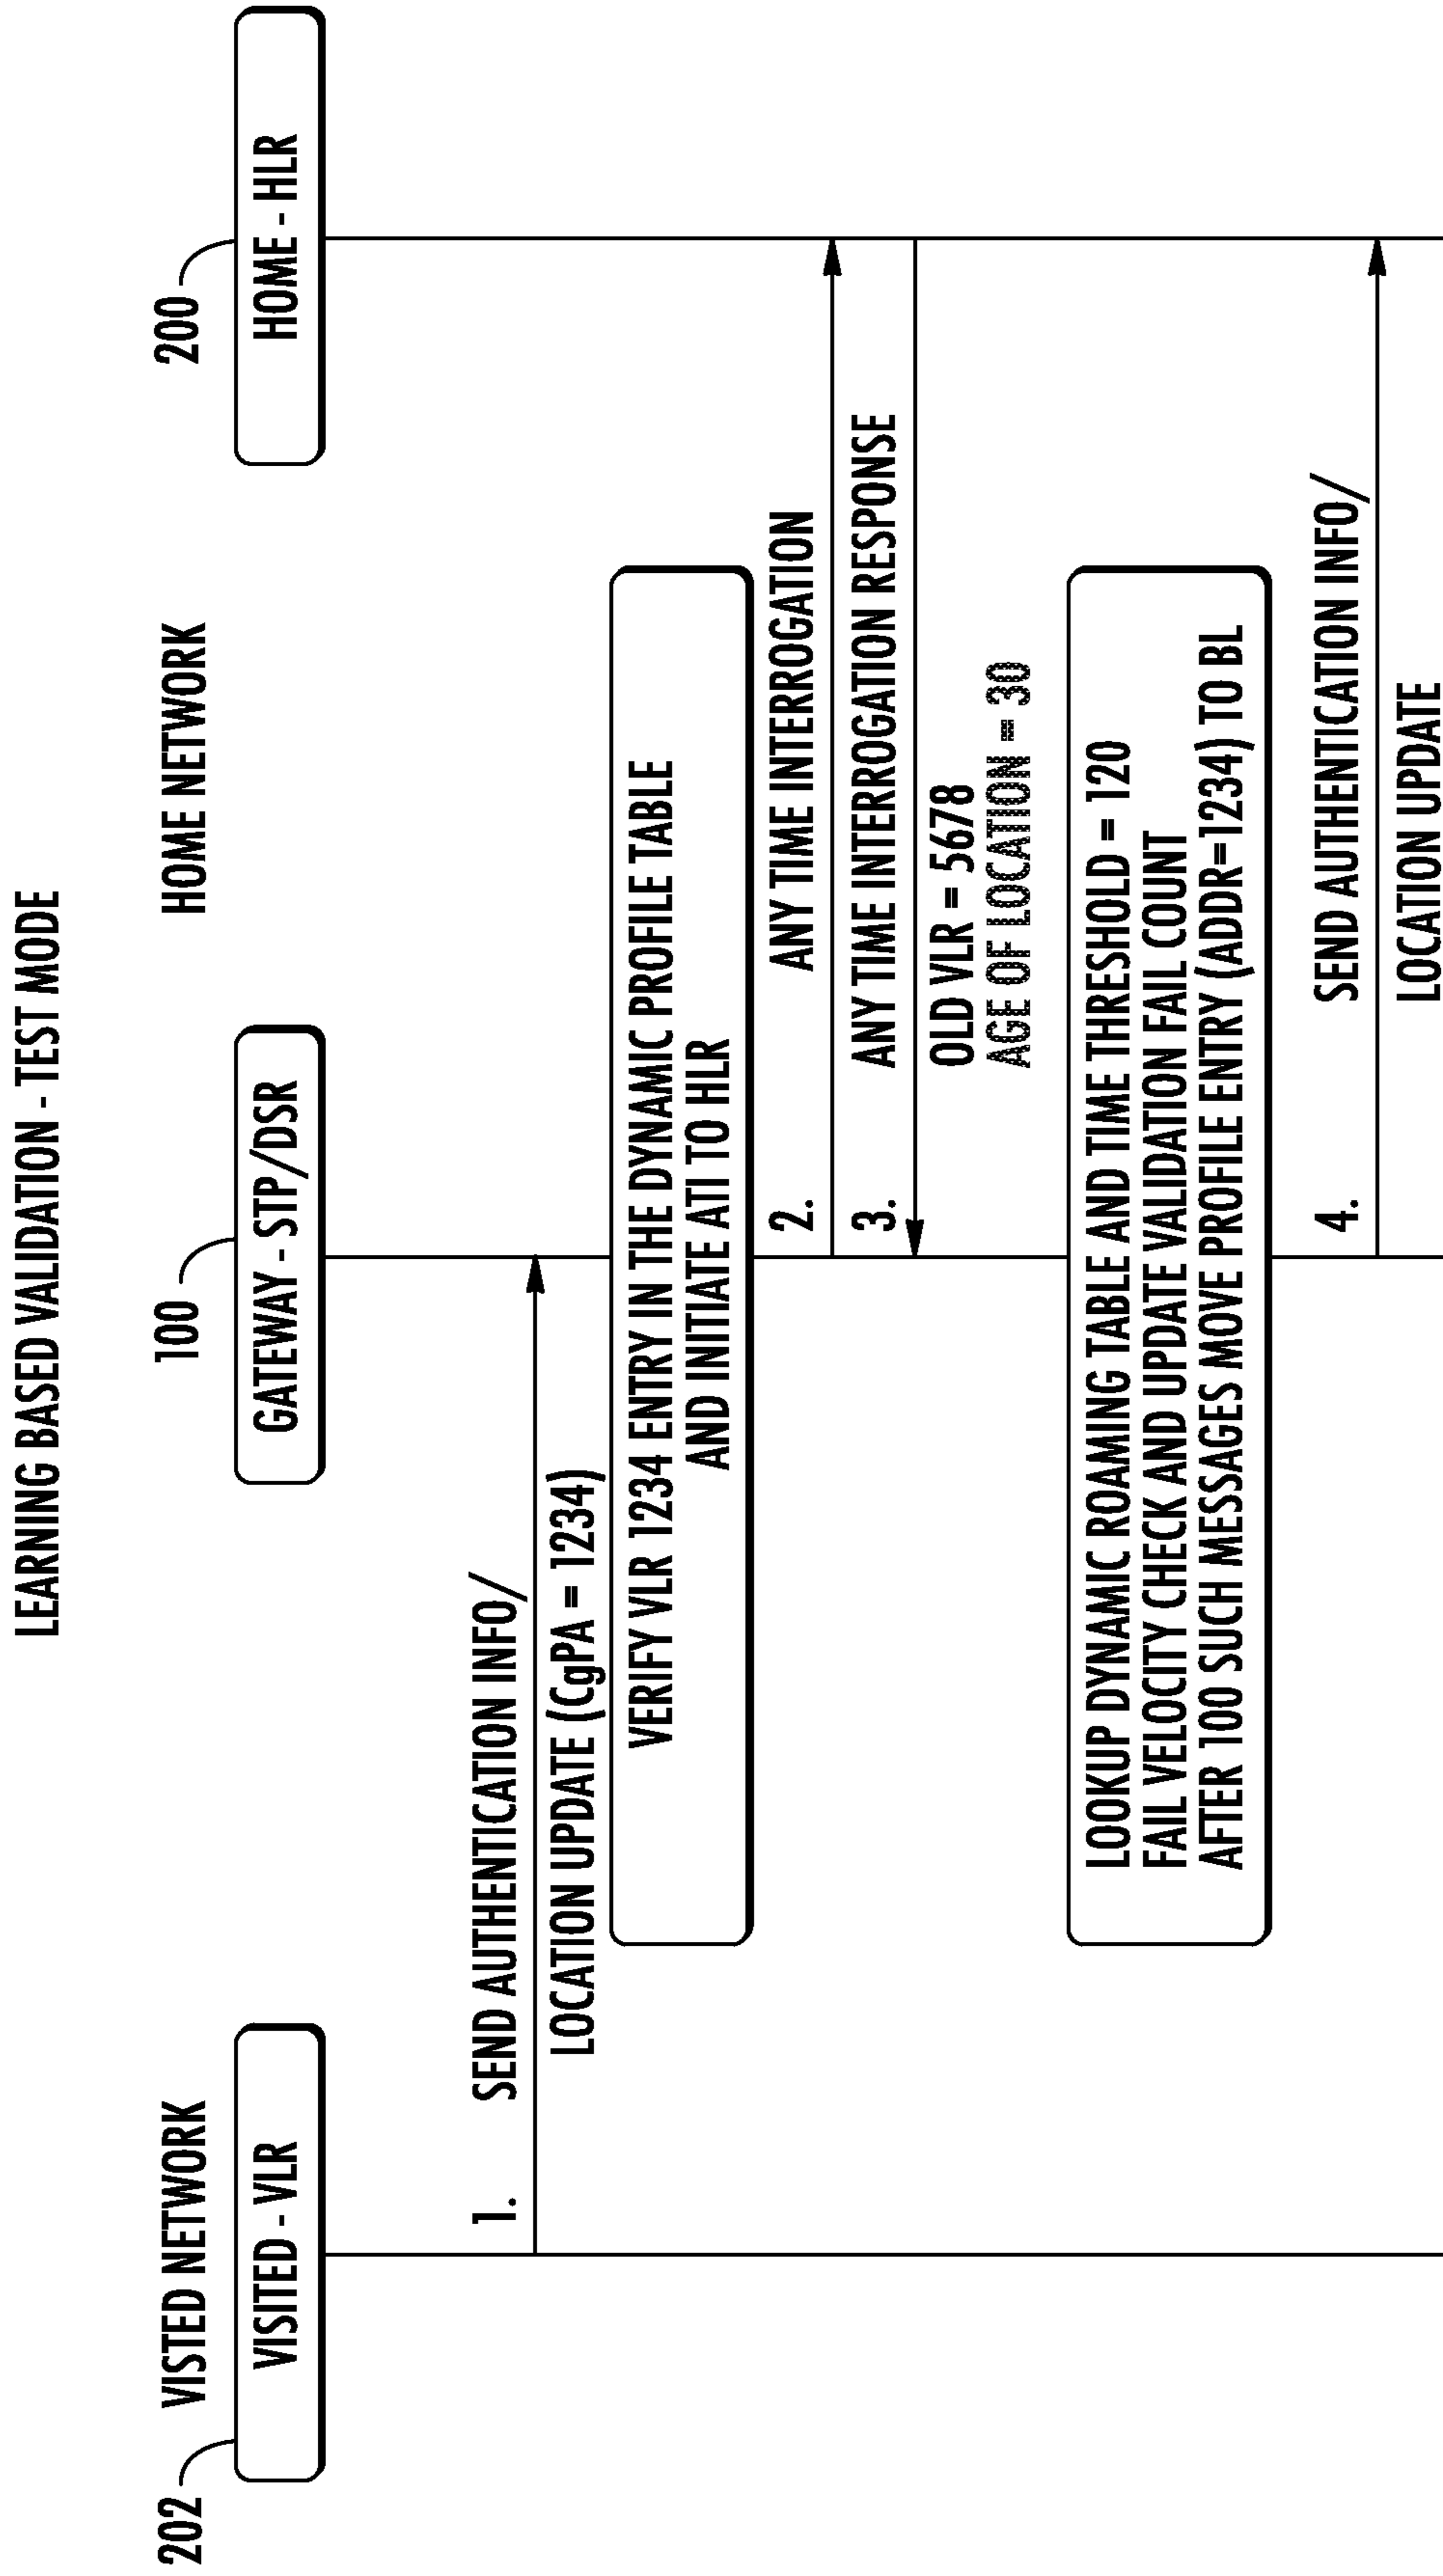 LEARNING BASED VALIDATION - TEST MODE
VISTED NETWORK
HOME NETWORK
202
100
200
VISITED - VLR
GATEWAY - STP/DSR
HOME - HLR
1. SEND AUTHENTICATION INFO/
LOCATION UPDATE (CgPA = 1234)
VERIFY VLR 1234 ENTRY IN THE DYNAMIC PROFILE TABLE
AND INITIATE ATI TO HLR
2. ANY TIME INTERROGATION
3. ANY TIME INTERROGATION RESPONSE
OLD VLR = 5678
AGE OF LOCATION = 30
LOOKUP DYNAMIC ROAMING TABLE AND TIME THRESHOLD = 120
FAIL VELOCITY CHECK AND UPDATE VALIDATION FAIL COUNT
AFTER 100 SUCH MESSAGES MOVE PROFILE ENTRY (ADDR=1234) TO BL
4. SEND AUTHENTICATION INFO/
LOCATION UPDATE